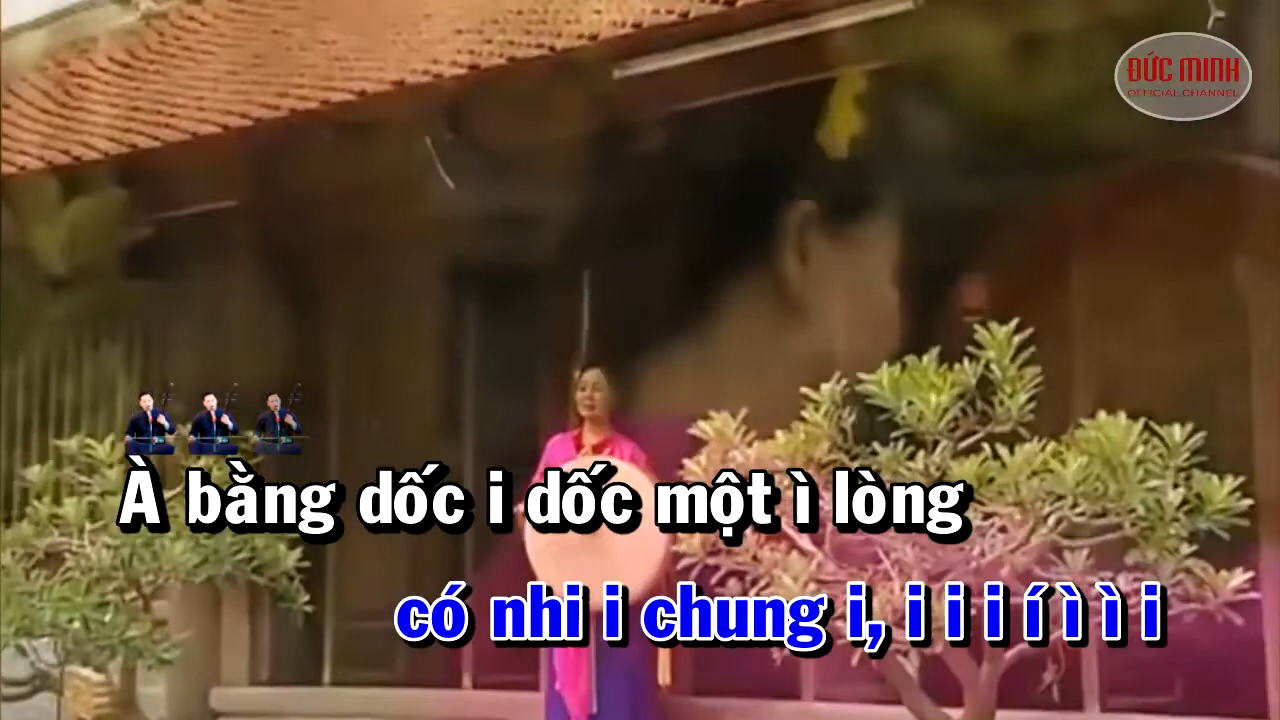 ĐỨC MINH
OFFICIAL CHANNEL
À bằng dốc i dốc một ì lòng
có nhi i chung i, i i i í ì ì i